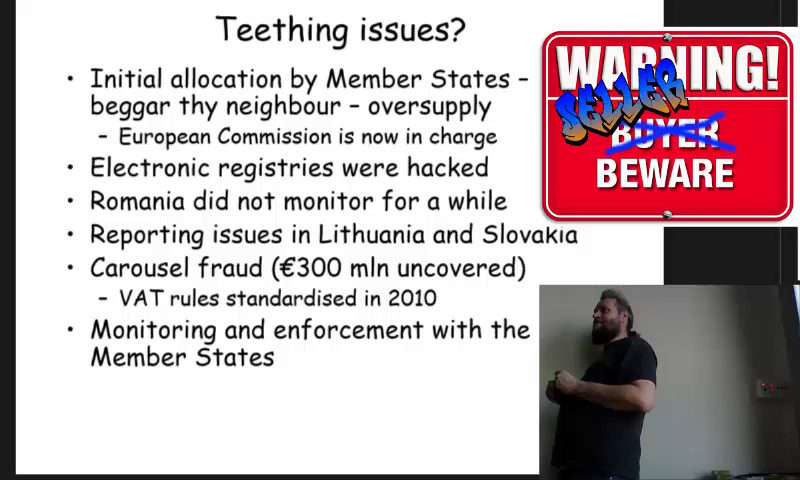 Teething issues?
• Initial allocation by Member States –
beggar thy neighbour – oversupply
– European Commission is now in charge
• Electronic registries were hacked
• Romania did not monitor for a while
• Reporting issues in Lithuania and Slovakia
• Carousel fraud (€300 mln uncovered)
– VAT rules standardised in 2010
• Monitoring and enforcement with the
Member States
WARNING!
SELLER
BUYER
BEWARE